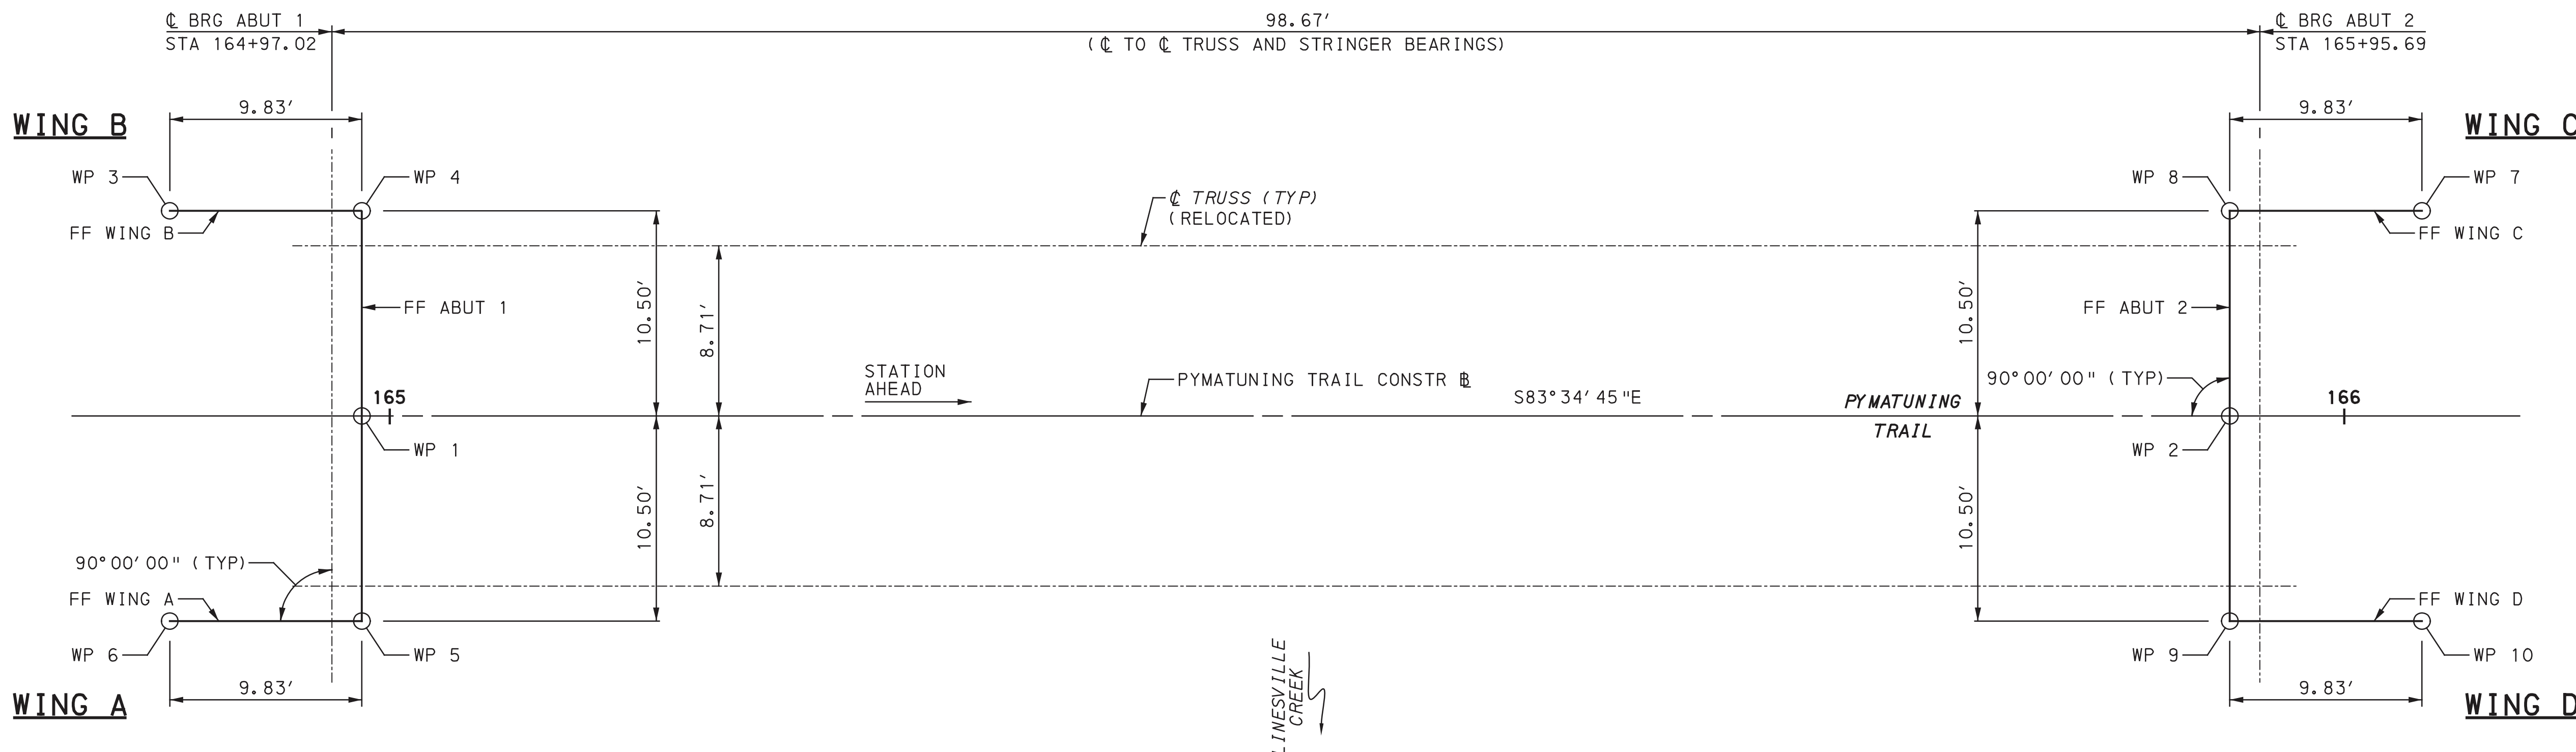 ℄ BRG ABUT 1
STA 164+97.02
98.67'
(℄ TO ℄ TRUSS AND STRINGER BEARINGS)
℄ BRG ABUT 2
STA 165+95.69
WING B
9.83'
9.83'
WING C
WP 3
WP 4
FF WING B
℄ TRUSS (TYP)
(RELOCATED)
WP 8
WP 7
FF WING C
FF ABUT 1
10.50'
8.71'
10.50'
FF ABUT 2
165
STATION
AHEAD
PYMATUNING TRAIL CONSTR B
S83°34'45"E
PYMATUNING
TRAIL
90°00'00" (TYP)
166
WP 1
WP 2
10.50'
8.71'
10.50'
90°00'00" (TYP)
FF WING A
FF WING D
WP 6
WP 5
WP 9
WP 10
9.83'
9.83'
WING A
LINESVILLE
CREEK
WING D